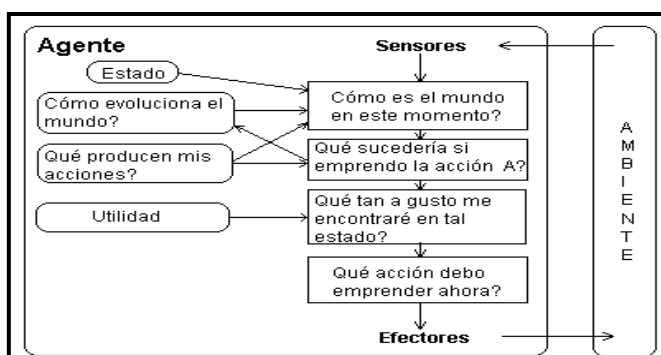 Agente
Sensores
Estado
Cómo evoluciona el
mundo?
Cómo es el mundo
en este momento?
Qué producen mis
acciones?
Qué sucedería si
emprendo la acción A?
Utilidad
Qué tan a gusto me
encontraré en tal
estado?
Qué acción debo
emprender ahora?
Efectores
AMBIENTE